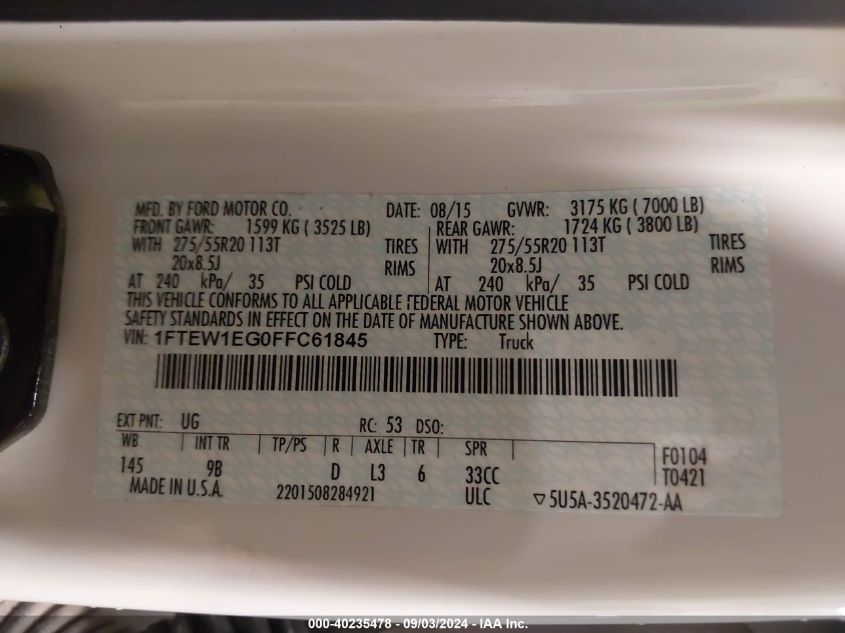 MFD. BY FORD MOTOR CO. DATE: 08/15 GVWR: 3175 KG ( 7000 LB)
FRONT GAWR: 1599 KG ( 3525 LB) REAR GAWR: 1724 KG ( 3800 LB)
WITH 275/55R20 113T TIRES WITH 275/55R20 113T TIRES
20x8.5J RIMS 20x8.5J RIMS
AT 240 kPa/ 35 PSI COLD AT 240 kPa/ 35 PSI COLD
THIS VEHICLE CONFORMS TO ALL APPLICABLE FEDERAL MOTOR VEHICLE
SAFETY STANDARDS IN EFFECT ON THE DATE OF MANUFACTURE SHOWN ABOVE.
VIN: 1FTEW1EG0FFC61845 TYPE: Truck
EXT PNT: UG RC: 53 DSO:
WB INT TR TP/PS R AXLE TR SPR F0104
145 9B D L3 6 33CC T0421
MADE IN U.S.A. 2201508284921 ULC ▽5U5A-3520472-AA
000-40235478 - 09/03/2024 - IAA Inc.